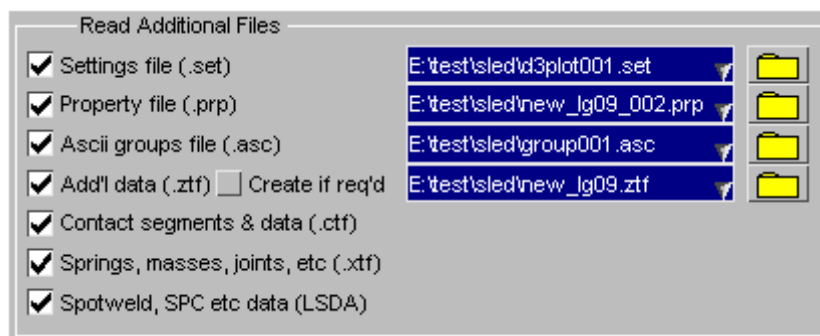 Read Additional Files
Settings file (.set) E:\test\sled\d3plot001.set
Property file (.prp) E:\test\sled\new_lg09_002.prp
Ascii groups file (.asc) E:\test\sled\group001.asc
Add'l data (.ztf) Create if req'd E:\test\sled\new_lg09.ztf
Contact segments & data (.ctf)
Springs, masses, joints, etc (.xtf)
Spotweld, SPC etc data (LSDA)